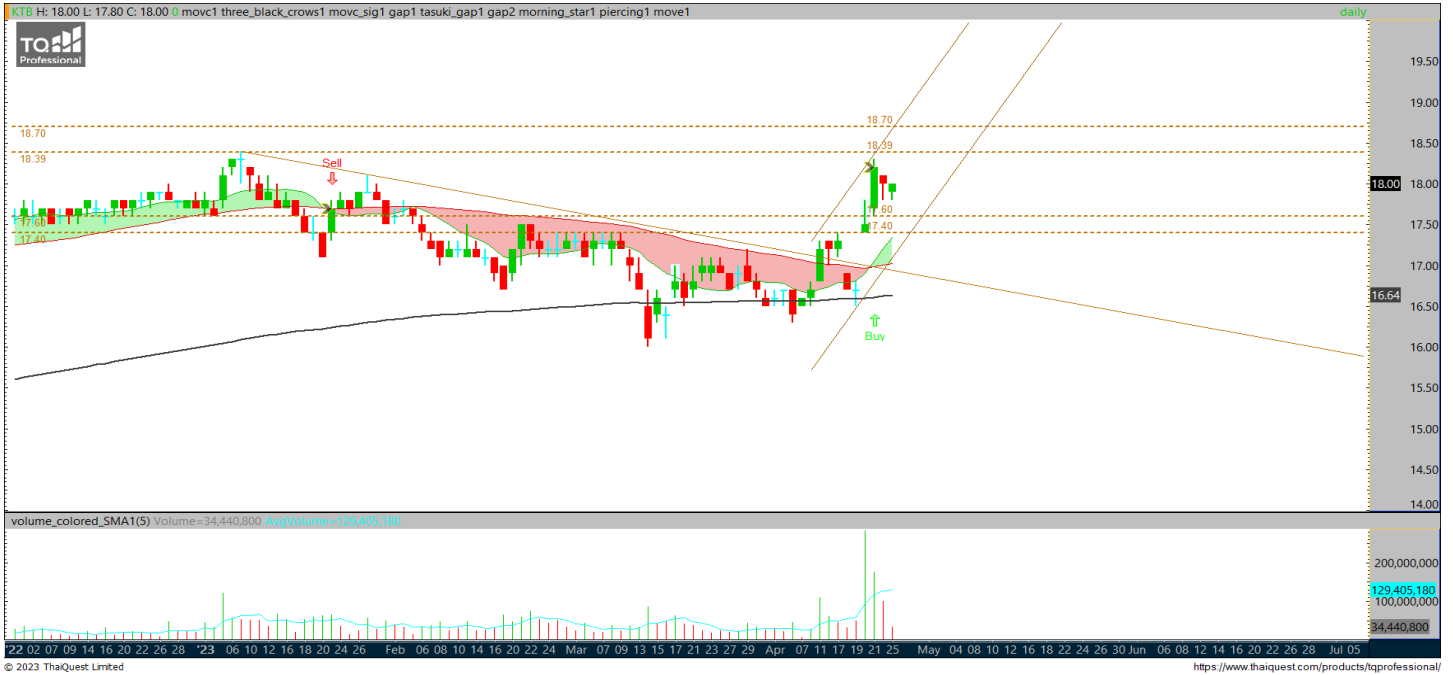 KTB H: 18.00 L: 17.80 C: 18.00 0 movc1 three_black_crows1 movc_sig1 gap1 tasuki_gap1 gap2 morning_star1 piercing1 move1 daily
TQ
Professional
19.50
19.00
18.70 18.70
18.39 18.39
18.50
Sell
18.00 18.00
17.60 17.60
17.50
17.40 17.40
17.00
16.64
16.50
Buy
16.00
15.50
15.00
14.50
14.00
volume_colored_SMA1(5) Volume=34,440,800 AvgVolume=129,405,180
200,000,000
129,405,180
100,000,000
34,440,800
'22 02 07 09 14 16 20 22 26 28 '23 06 10 12 16 18 20 24 26 Feb 06 08 10 14 16 20 22 24 Mar 07 09 13 15 17 21 23 27 29 Apr 07 11 17 19 21 25 May 04 08 10 12 16 18 22 24 26 30 Jun 06 08 12 14 16 20 22 26 28 Jul 05
© 2023 ThaiQuest Limited https://www.thaiquest.com/products/tqprofessional/